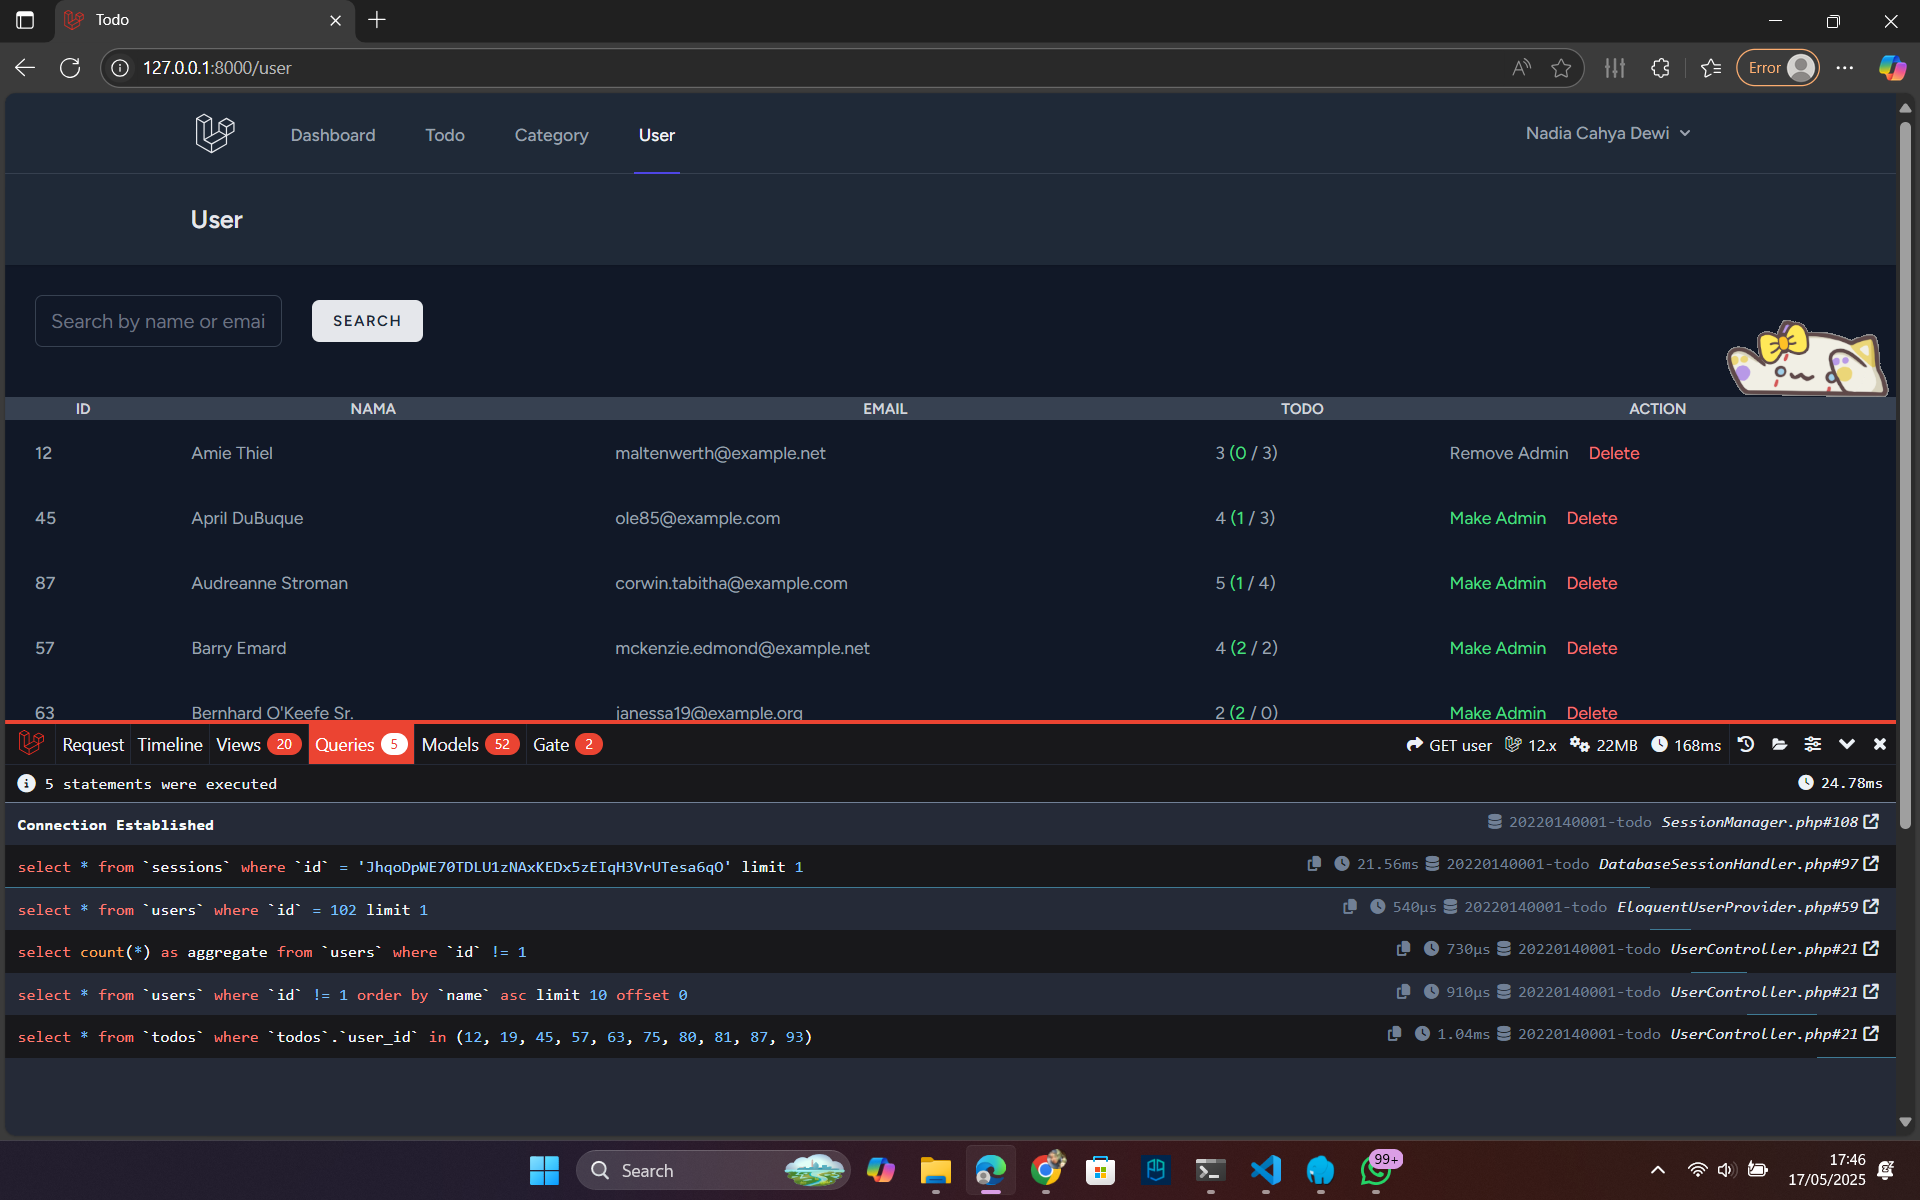 Todo
127.0.0.1:8000/user
Error
Dashboard Todo Category User Nadia Cahya Dewi
User
Search by name or emai SEARCH
ID NAMA EMAIL TODO ACTION
12 Amie Thiel maltenwerth@example.net 3 (0 / 3) Remove Admin Delete
45 April DuBuque ole85@example.com 4 (1 / 3) Make Admin Delete
87 Audreanne Stroman corwin.tabitha@example.com 5 (1 / 4) Make Admin Delete
57 Barry Emard mckenzie.edmond@example.net 4 (2 / 2) Make Admin Delete
63 Bernhard O'Keefe Sr. janessa19@example.org 2 (2 / 0) Make Admin Delete
Request Timeline Views 20 Queries 5 Models 52 Gate 2 GET user 12.x 22MB 168ms
5 statements were executed 24.78ms
Connection Established 20220140001-todo SessionManager.php#108
select * from `sessions` where `id` = 'JhqoDpWE70TDLU1zNAxKEDx5zEIqH3VrUTesa6qO' limit 1 21.56ms 20220140001-todo DatabaseSessionHandler.php#97
select * from `users` where `id` = 102 limit 1 540μs 20220140001-todo EloquentUserProvider.php#59
select count(*) as aggregate from `users` where `id` != 1 730μs 20220140001-todo UserController.php#21
select * from `users` where `id` != 1 order by `name` asc limit 10 offset 0 910μs 20220140001-todo UserController.php#21
select * from `todos` where `todos`.`user_id` in (12, 19, 45, 57, 63, 75, 80, 81, 87, 93) 1.04ms 20220140001-todo UserController.php#21
Search
99+
17:46
17/05/2025